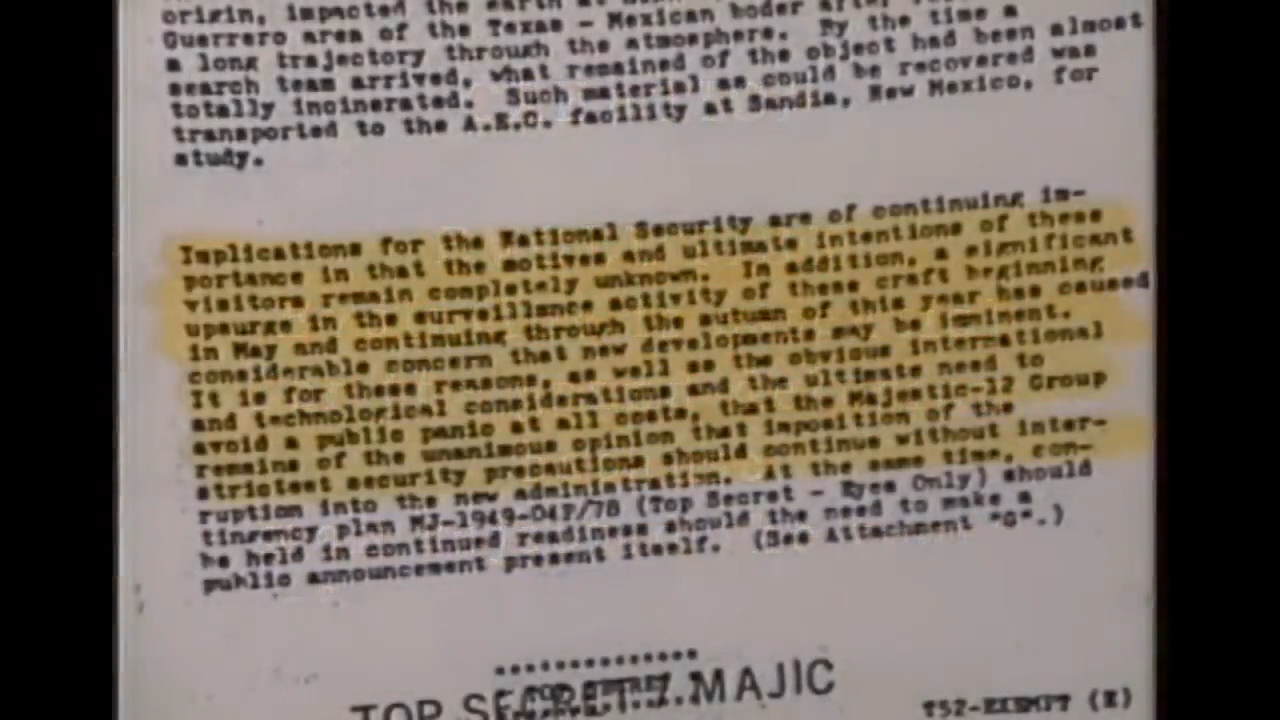 origin, impacted the earth at
Guerrero area of the Texas - Mexican boder after
a long trajectory through the atmosphere. By the time a
search team arrived, what remained of the object had been almost
totally incinerated. Such material as could be recovered was
transported to the A.E.C. facility at Sandia, New Mexico, for
study.
Implications for the National Security are of continuing im-
portance in that the motives and ultimate intentions of these
visitors remain completely unknown. In addition, a significant
upsurge in the surveillance activity of these craft beginning
in May and continuing through the autumn of this year has caused
considerable concern that new developments may be imminent.
It is for these reasons, as well as the obvious international
and technological considerations and the ultimate need to
avoid a public panic at all costs, that the Majestic-12 Group
remains of the unanimous opinion that imposition of the
strictest security precautions should continue without inter-
ruption into the new administration. At the same time, con-
tingency plan MJ-1949-04P/78 (Top Secret - Eyes Only) should
be held in continued readiness should the need to make a
public announcement present itself. (See Attachment "G".)
TOP SECRET / MAJIC
T52-EXEMPT (E)